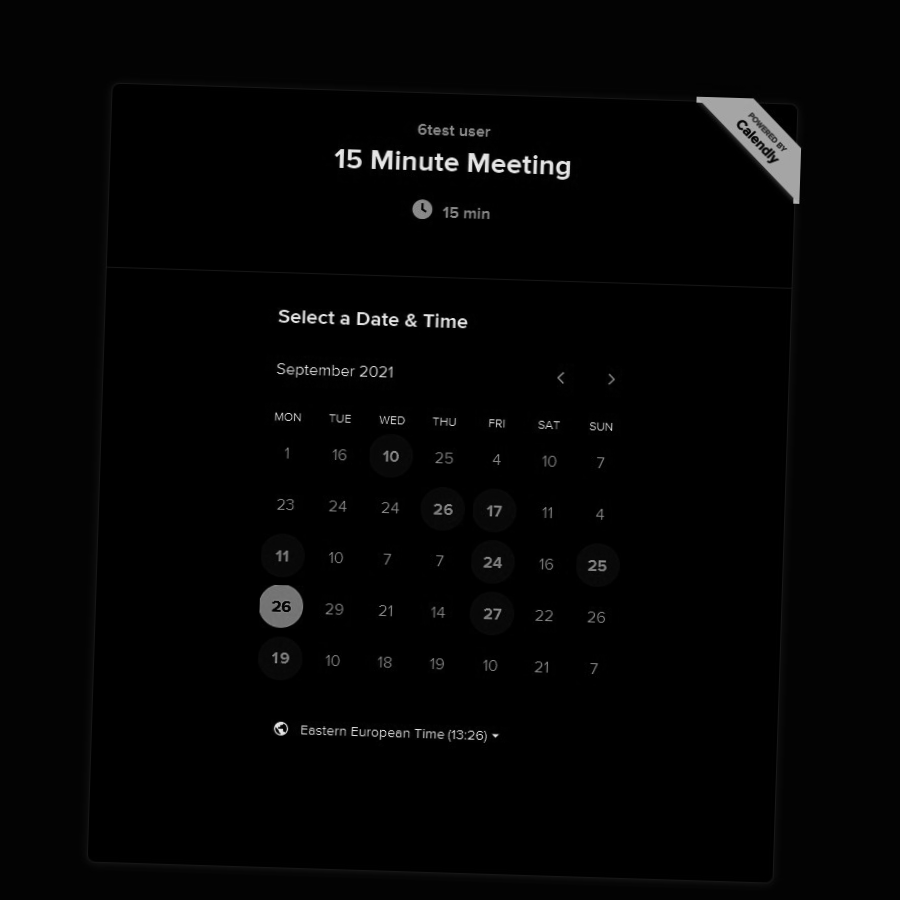 6test user
15 Minute Meeting
15 min
POWERED BY
Calendly
Select a Date & Time
September 2021
MON TUE WED THU FRI SAT SUN
1 16 10 25 4 10 7
23 24 24 26 17 11 4
11 10 7 7 24 16 25
26 29 21 14 27 22 26
19 10 18 19 10 21 7
Eastern European Time (13:26)